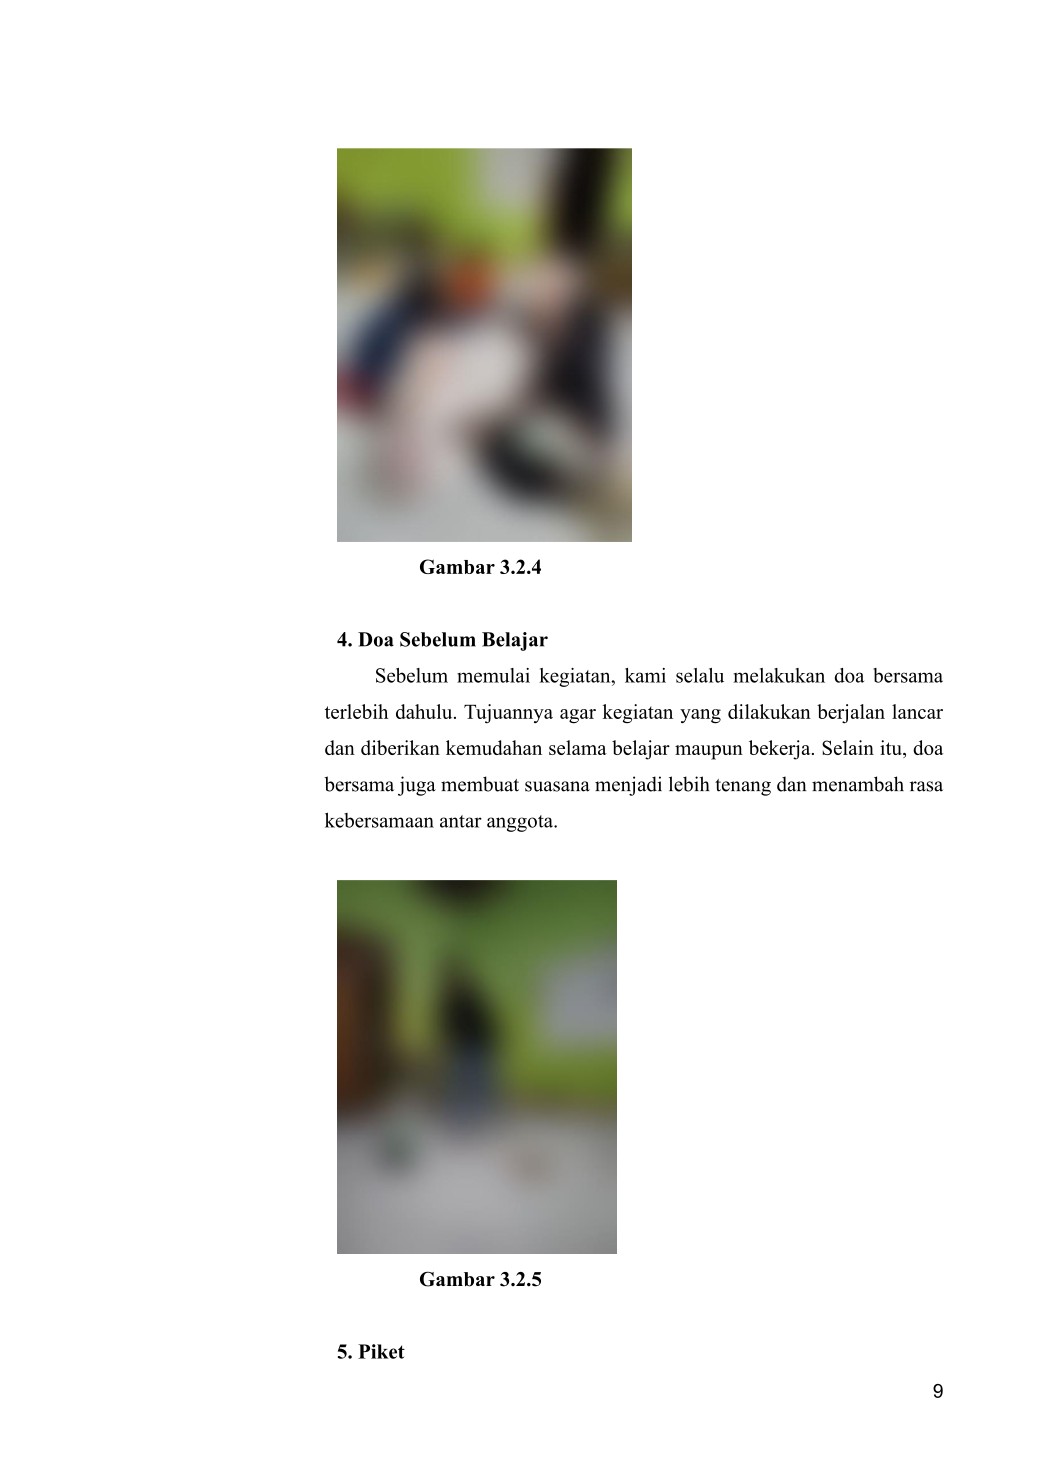 Gambar 3.2.4
4. Doa Sebelum Belajar
Sebelum memulai kegiatan, kami selalu melakukan doa bersama
terlebih dahulu. Tujuannya agar kegiatan yang dilakukan berjalan lancar
dan diberikan kemudahan selama belajar maupun bekerja. Selain itu, doa
bersama juga membuat suasana menjadi lebih tenang dan menambah rasa
kebersamaan antar anggota.
Gambar 3.2.5
5. Piket
9